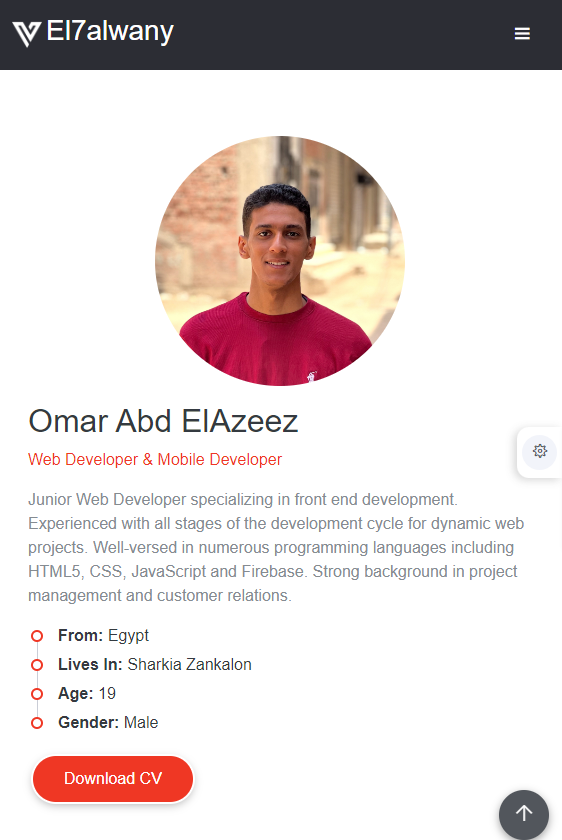 El7alwany
Omar Abd ElAzeez
Web Developer & Mobile Developer
Junior Web Developer specializing in front end development.
Experienced with all stages of the development cycle for dynamic web
projects. Well-versed in numerous programming languages including
HTML5, CSS, JavaScript and Firebase. Strong background in project
management and customer relations.
From: Egypt
Lives In: Sharkia Zankalon
Age: 19
Gender: Male
Download CV